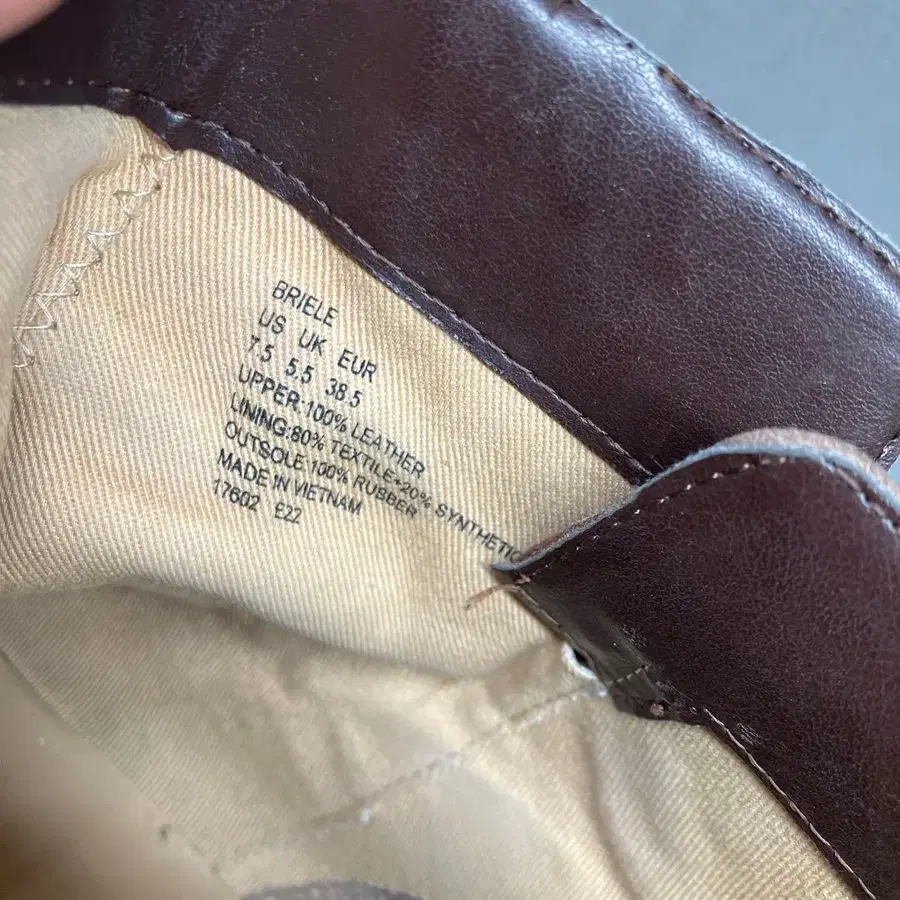 BRIELE
US UK EUR
7.5 5.5 38.5
UPPER:100% LEATHER
LINING:80% TEXTILE+20% SYNTHETIC
OUTSOLE 100% RUBBER
MADE IN VIETNAM
17602 E22